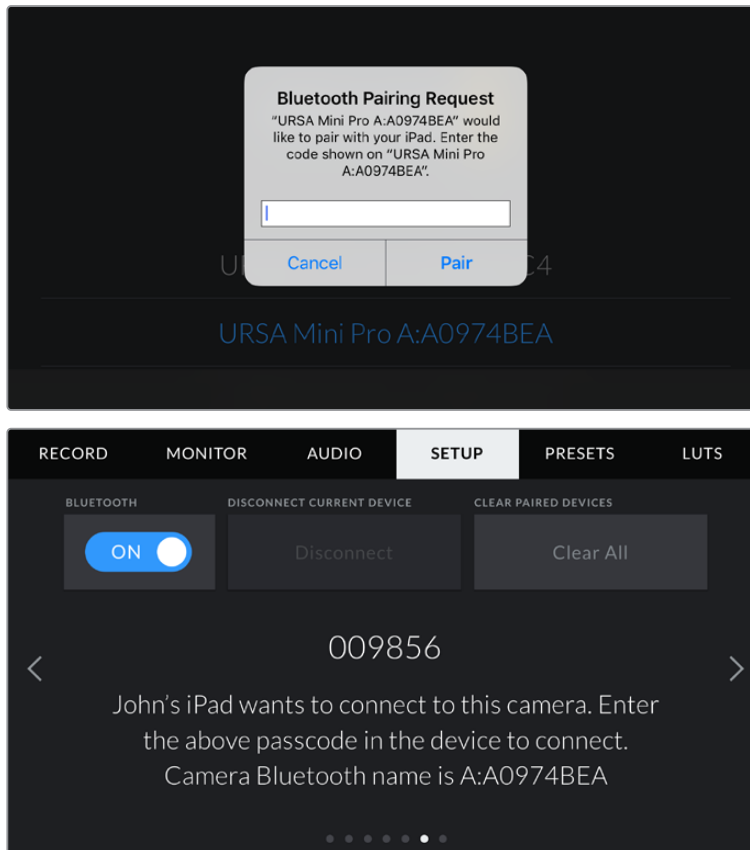 Bluetooth Pairing Request
“URSA Mini Pro A:A0974BEA” would
like to pair with your iPad. Enter the
code shown on “URSA Mini Pro
A:A0974BEA”.
Cancel Pair
U C4
URSA Mini Pro A:A0974BEA
RECORD MONITOR AUDIO SETUP PRESETS LUTS
BLUETOOTH DISCONNECT CURRENT DEVICE CLEAR PAIRED DEVICES
ON Disconnect Clear All
009856
John’s iPad wants to connect to this camera. Enter
the above passcode in the device to connect.
Camera Bluetooth name is A:A0974BEA